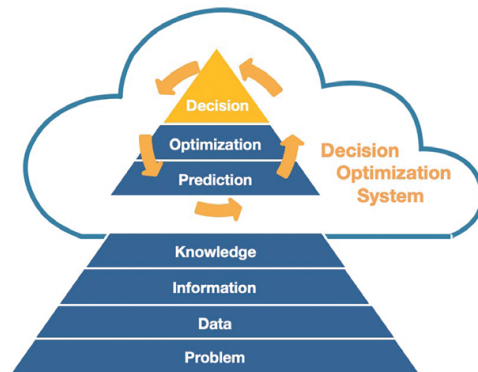 Decision
Optimization
Prediction
Decision
Optimization
System
Knowledge
Information
Data
Problem